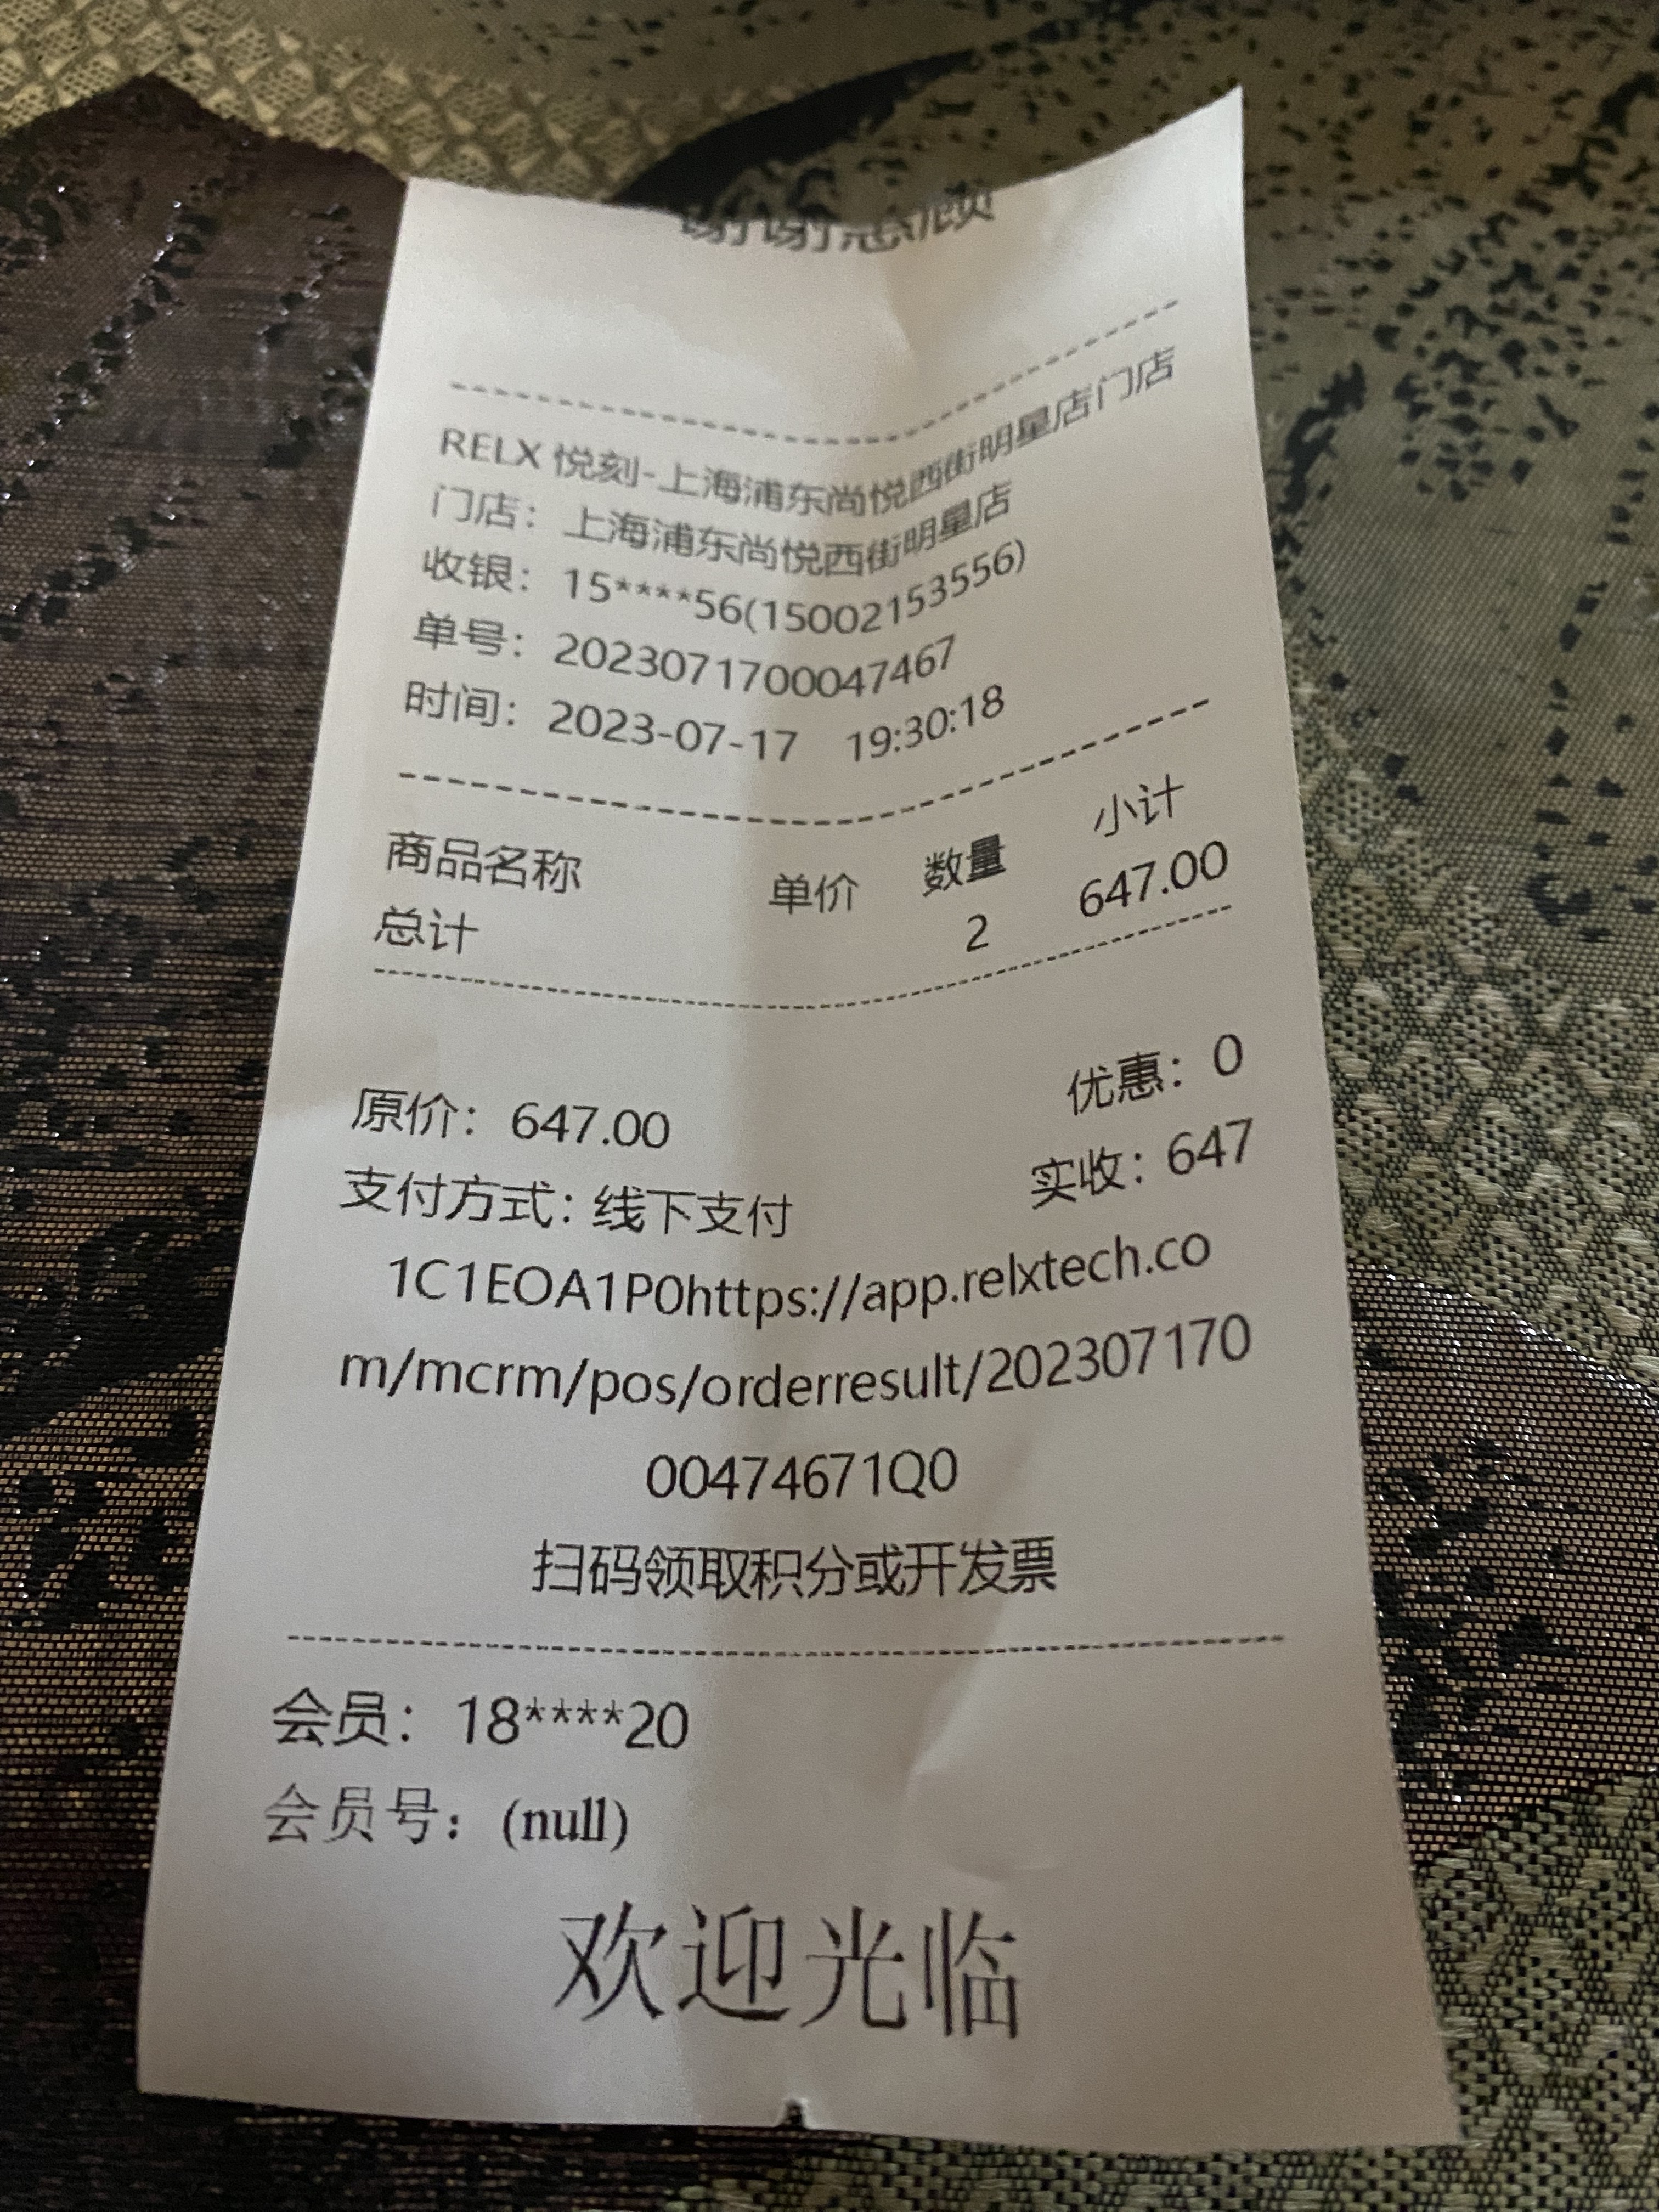 谢谢惠顾
RELX 悦刻-上海浦东尚悦西街明星店门店
门店：上海浦东尚悦西街明星店
收银：15****56(15002153556)
单号：2023071700047467
时间：2023-07-17 19:30:18
商品名称 单价 数量 小计
总计 2 647.00
原价：647.00 优惠：0
支付方式：线下支付 实收：647
1C1EOA1P0https://app.relxtech.co
m/mcrm/pos/orderresult/202307170
00474671Q0
扫码领取积分或开发票
会员：18****20
会员号：(null)
欢迎光临